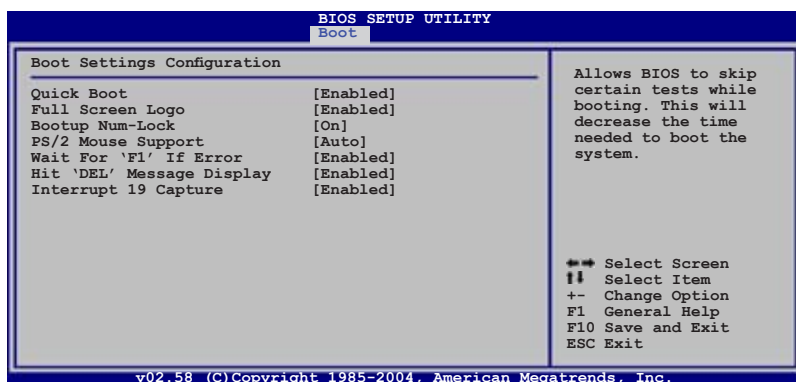 BIOS SETUP UTILITY
Boot
Boot Settings Configuration
Quick Boot [Enabled]
Full Screen Logo [Enabled]
Bootup Num-Lock [On]
PS/2 Mouse Support [Auto]
Wait For ‘F1’ If Error [Enabled]
Hit ‘DEL’ Message Display [Enabled]
Interrupt 19 Capture [Enabled]
Allows BIOS to skip
certain tests while
booting. This will
decrease the time
needed to boot the
system.
Select Screen
Select Item
+- Change Option
F1 General Help
F10 Save and Exit
ESC Exit
v02.58 (C)Copyright 1985-2004, American Megatrends, Inc.